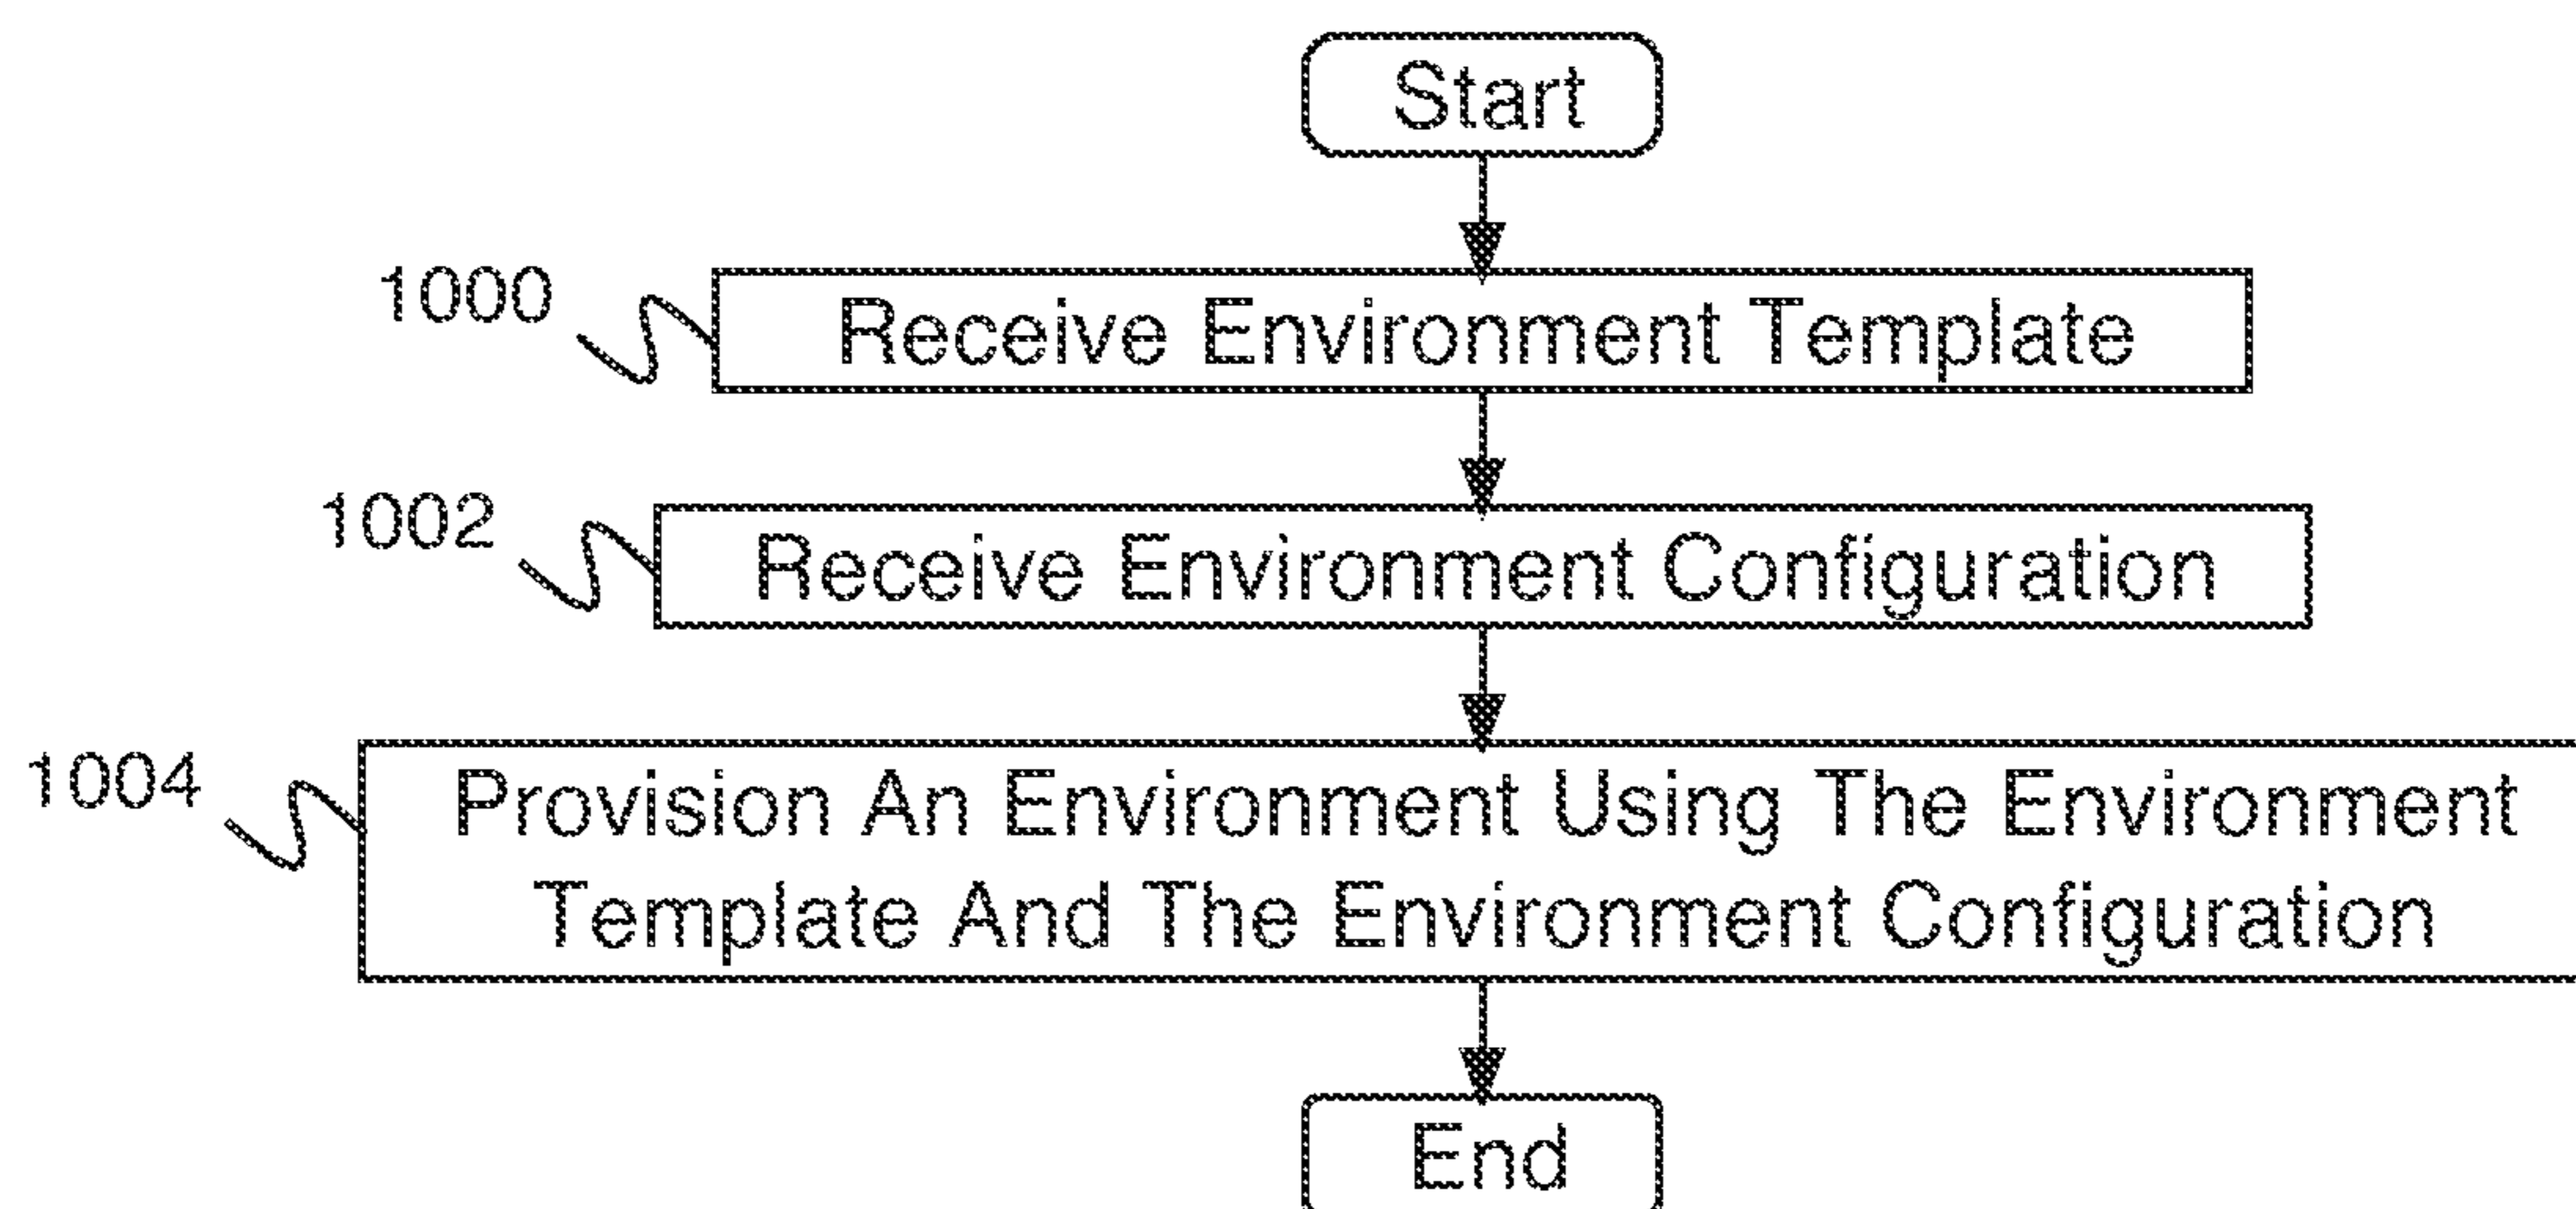 Start
1000
Receive Environment Template
1002
Receive Environment Configuration
1004
Provision An Environment Using The Environment
Template And The Environment Configuration
End